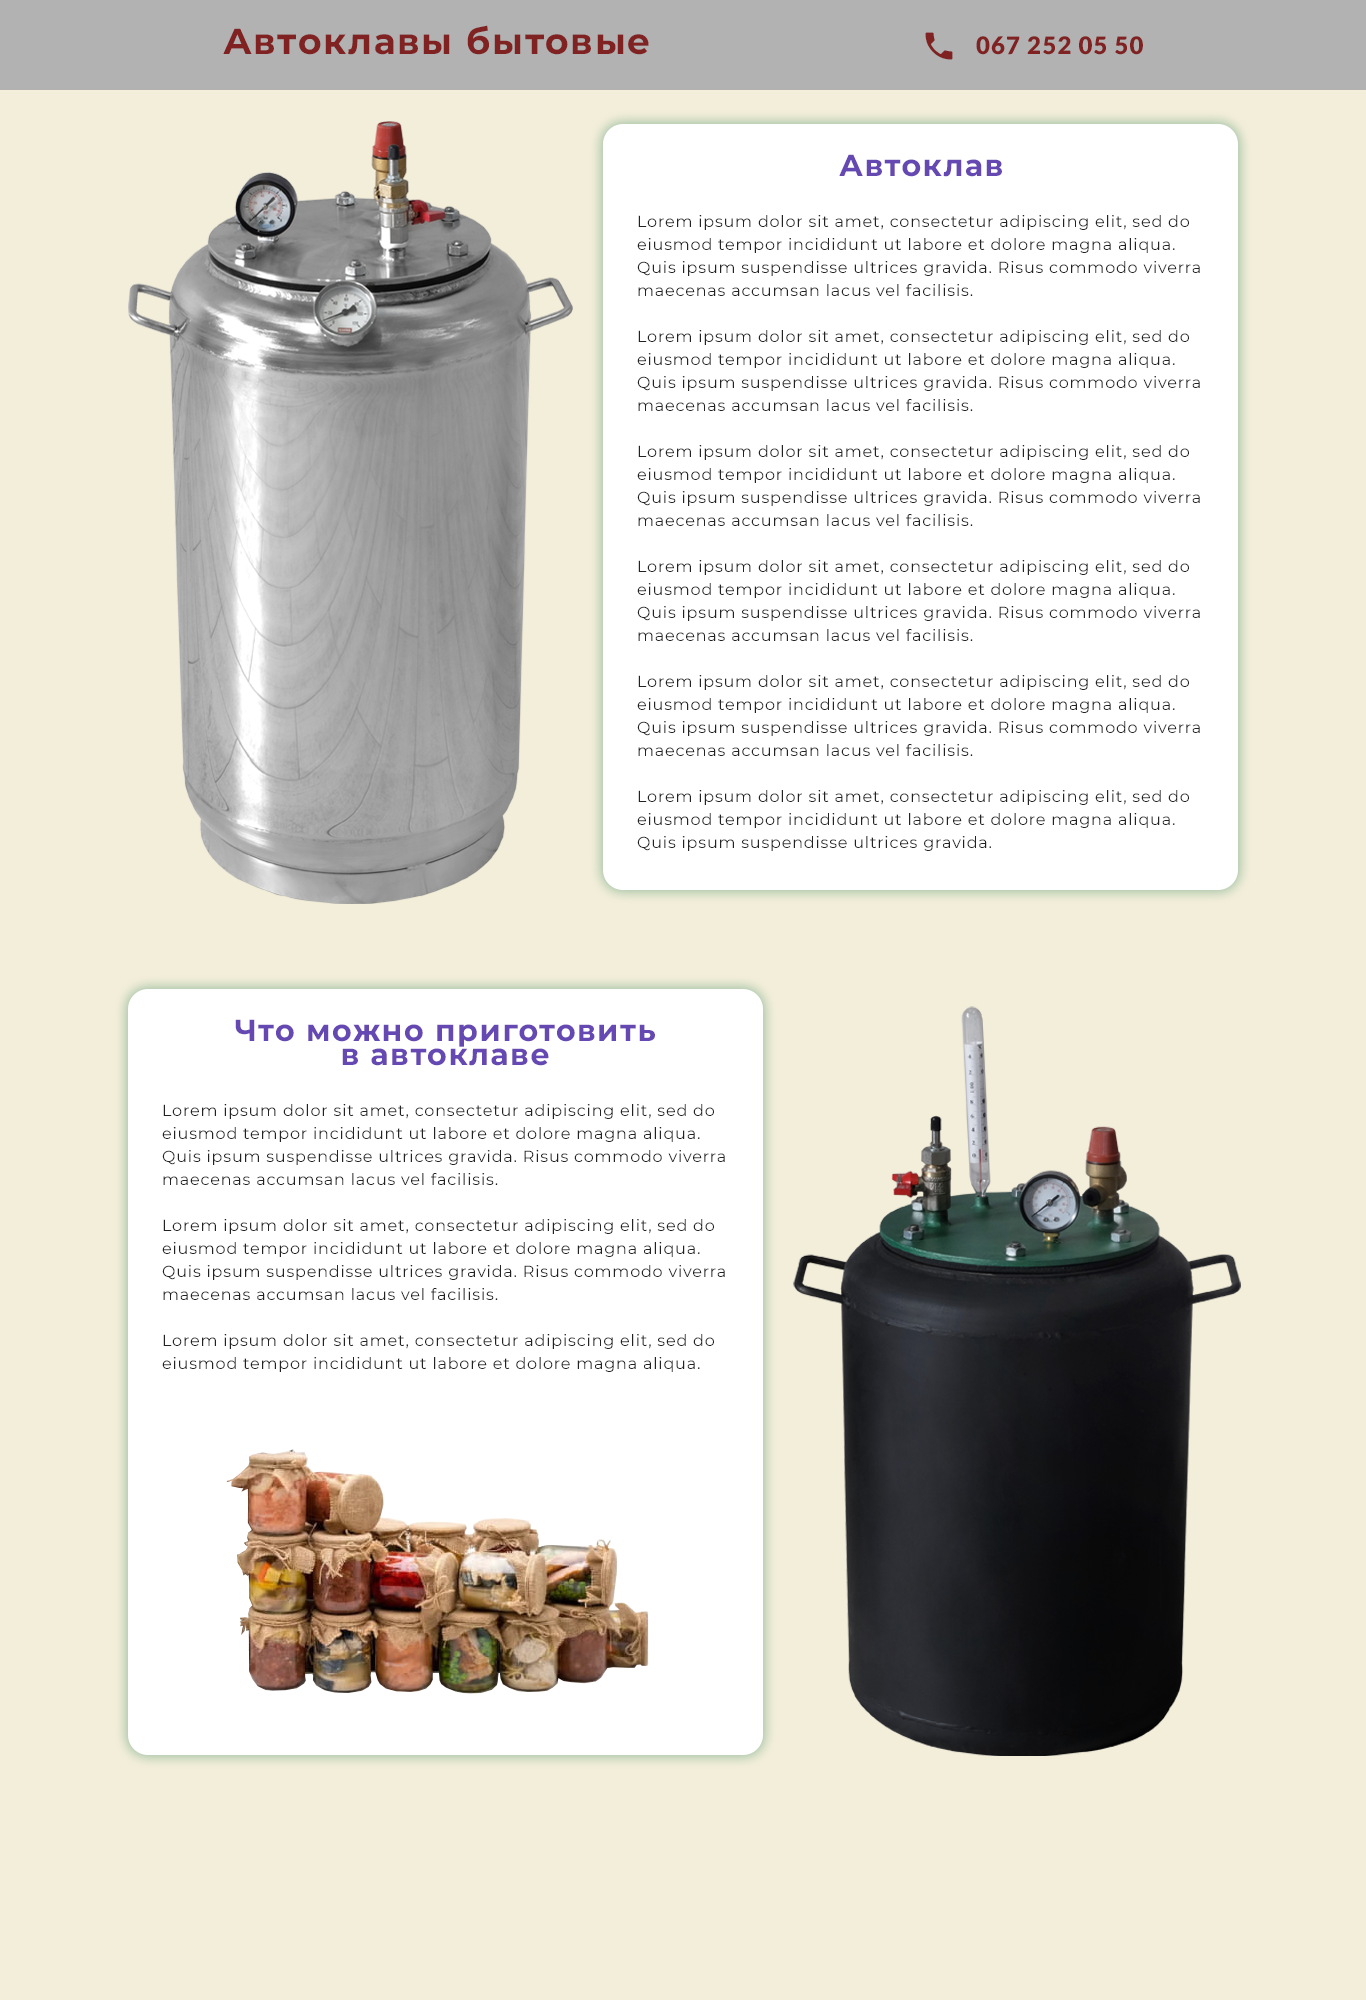 Автоклавы бытовые
067 252 05 50
Автоклав
Lorem ipsum dolor sit amet, consectetur adipiscing elit, sed do
eiusmod tempor incididunt ut labore et dolore magna aliqua.
Quis ipsum suspendisse ultrices gravida. Risus commodo viverra
maecenas accumsan lacus vel facilisis.
Lorem ipsum dolor sit amet, consectetur adipiscing elit, sed do
eiusmod tempor incididunt ut labore et dolore magna aliqua.
Quis ipsum suspendisse ultrices gravida. Risus commodo viverra
maecenas accumsan lacus vel facilisis.
Lorem ipsum dolor sit amet, consectetur adipiscing elit, sed do
eiusmod tempor incididunt ut labore et dolore magna aliqua.
Quis ipsum suspendisse ultrices gravida. Risus commodo viverra
maecenas accumsan lacus vel facilisis.
Lorem ipsum dolor sit amet, consectetur adipiscing elit, sed do
eiusmod tempor incididunt ut labore et dolore magna aliqua.
Quis ipsum suspendisse ultrices gravida. Risus commodo viverra
maecenas accumsan lacus vel facilisis.
Lorem ipsum dolor sit amet, consectetur adipiscing elit, sed do
eiusmod tempor incididunt ut labore et dolore magna aliqua.
Quis ipsum suspendisse ultrices gravida. Risus commodo viverra
maecenas accumsan lacus vel facilisis.
Lorem ipsum dolor sit amet, consectetur adipiscing elit, sed do
eiusmod tempor incididunt ut labore et dolore magna aliqua.
Quis ipsum suspendisse ultrices gravida.
Что можно приготовить
в автоклаве
Lorem ipsum dolor sit amet, consectetur adipiscing elit, sed do
eiusmod tempor incididunt ut labore et dolore magna aliqua.
Quis ipsum suspendisse ultrices gravida. Risus commodo viverra
maecenas accumsan lacus vel facilisis.
Lorem ipsum dolor sit amet, consectetur adipiscing elit, sed do
eiusmod tempor incididunt ut labore et dolore magna aliqua.
Quis ipsum suspendisse ultrices gravida. Risus commodo viverra
maecenas accumsan lacus vel facilisis.
Lorem ipsum dolor sit amet, consectetur adipiscing elit, sed do
eiusmod tempor incididunt ut labore et dolore magna aliqua.